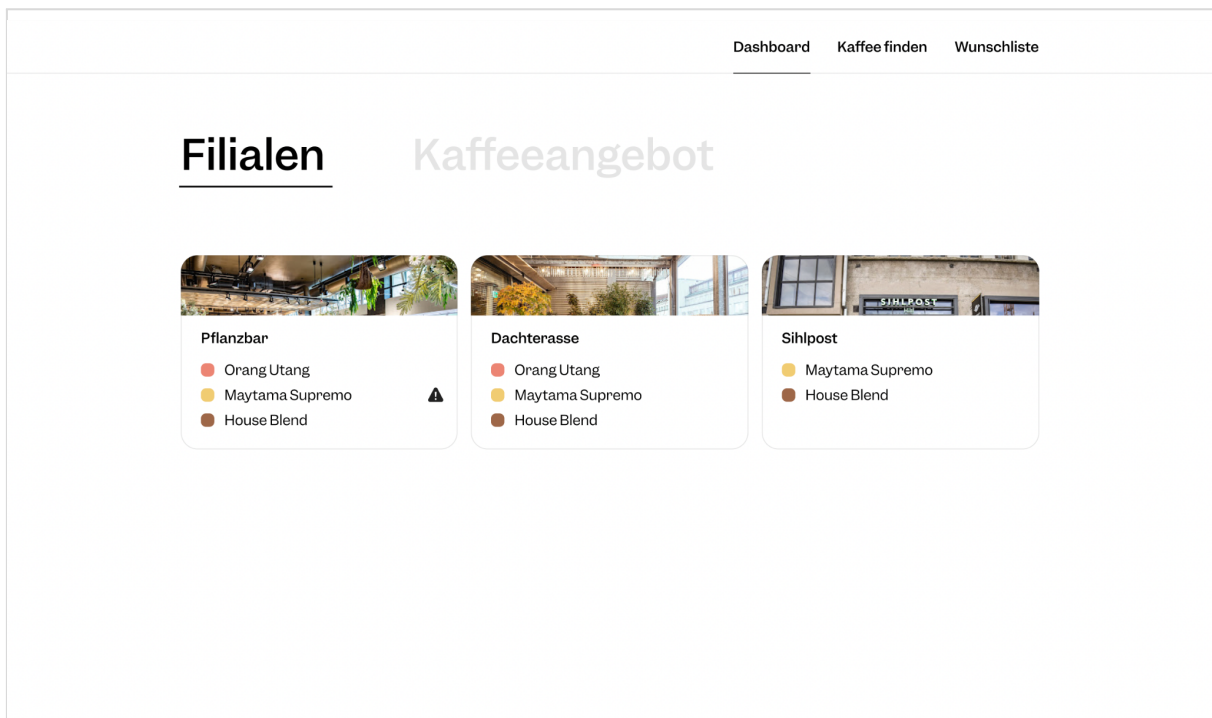 Dashboard Kaffee finden Wunschliste
Filialen Kaffeeangebot
SIHLPOST
Pflanzbar
Orang Utang
Maytama Supremo
House Blend
Dachterasse
Orang Utang
Maytama Supremo
House Blend
Sihlpost
Maytama Supremo
House Blend